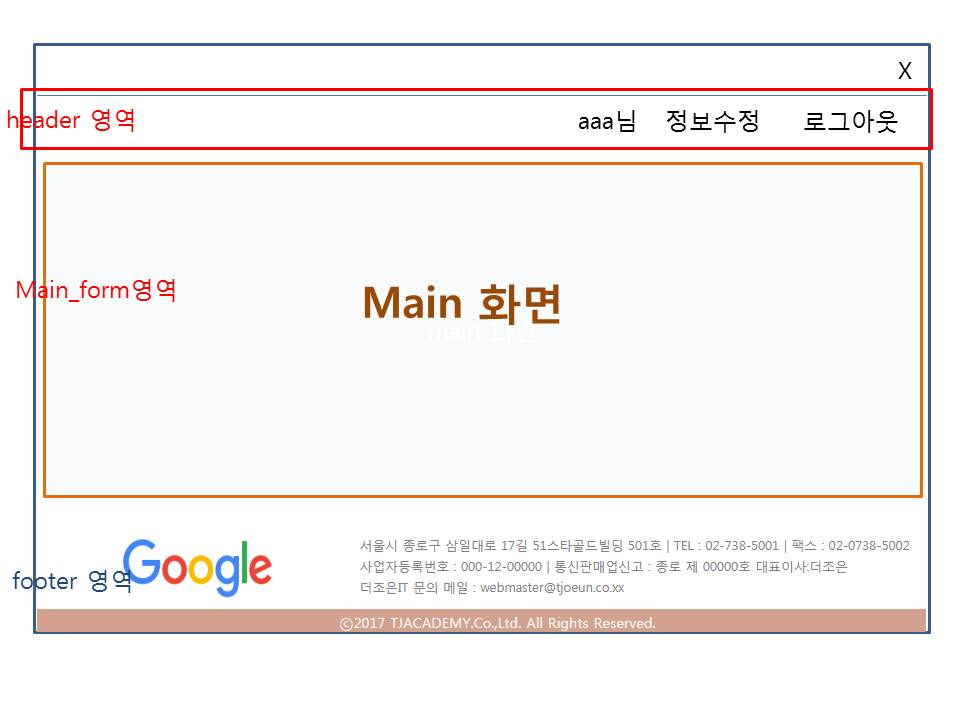 X
header 영역
aaa님 정보수정 로그아웃
Main_form영역
Main 화면
main 화면
서울시 종로구 삼일대로 17길 51스타골드빌딩 501호 | TEL : 02-738-5001 | 팩스 : 02-0738-5002
Google
사업자등록번호 : 000-12-00000 | 통신판매업신고 : 종로 제 00000호 대표이사:더조은
footer 영역
더조은IT 문의 메일 : webmaster@tjoeun.co.xx
©2017 TJACADEMY.Co.,Ltd. All Rights Reserved.